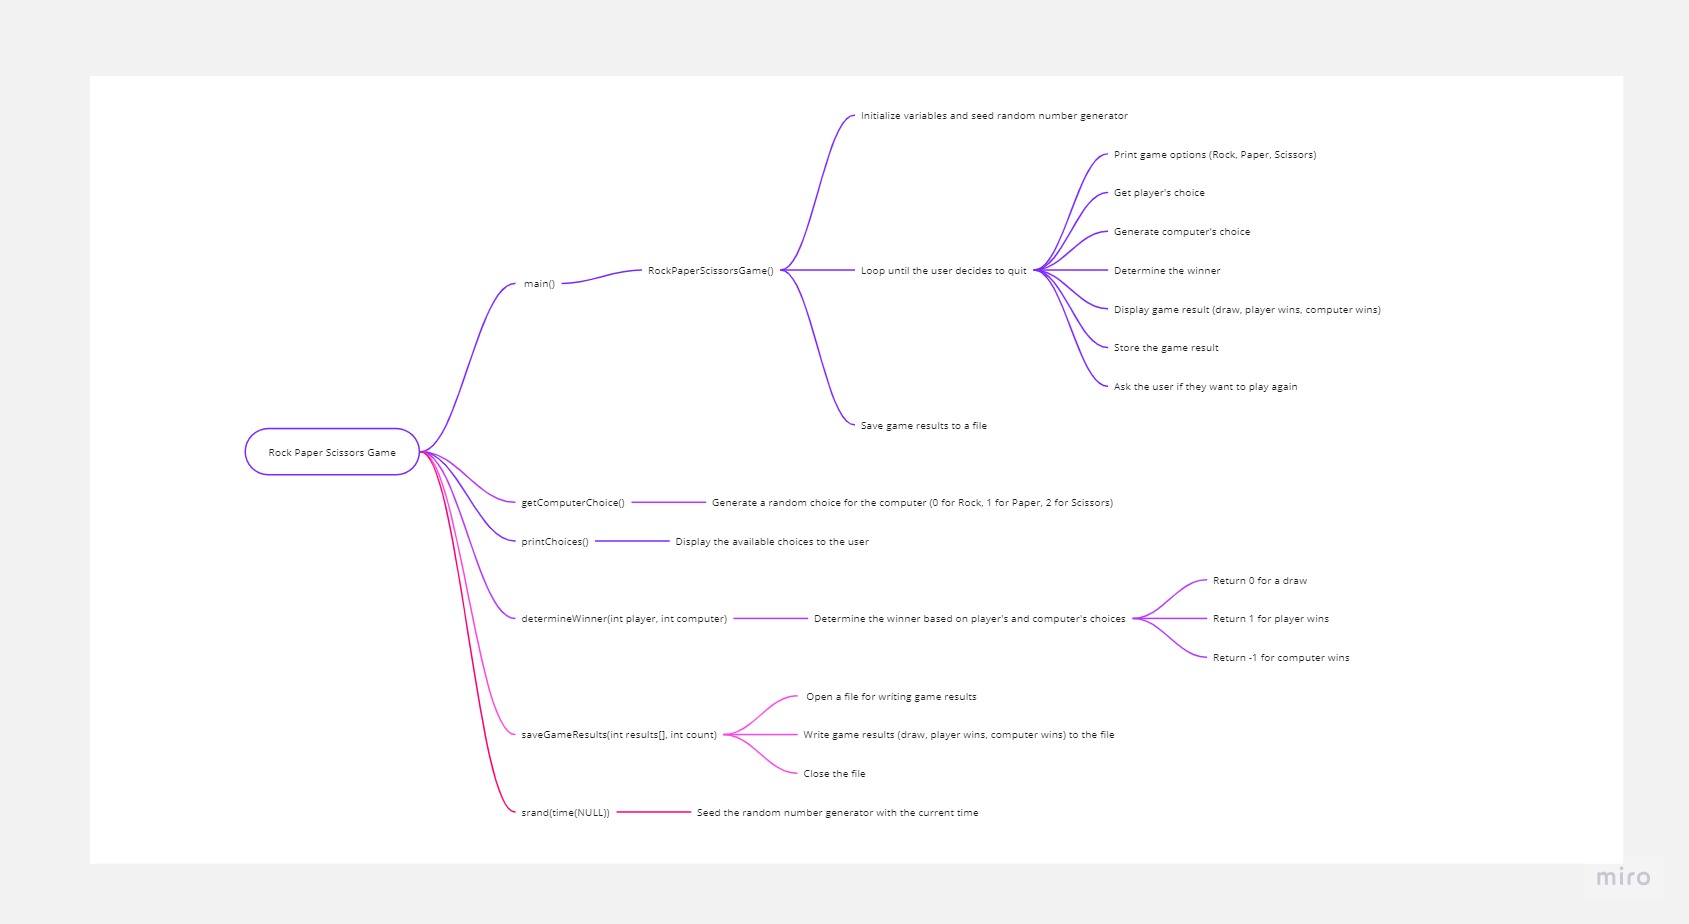 Initialize variables and seed random number generator
Print game options (Rock, Paper, Scissors)
Get player's choice
Generate computer's choice
RockPaperScissorsGame()
Loop until the user decides to quit
Determine the winner
main()
Display game result (draw, player wins, computer wins)
Store the game result
Ask the user if they want to play again
Save game results to a file
Rock Paper Scissors Game
getComputerChoice()
Generate a random choice for the computer (0 for Rock, 1 for Paper, 2 for Scissors)
printChoices()
Display the available choices to the user
Return 0 for a draw
determineWinner(int player, int computer)
Determine the winner based on player's and computer's choices
Return 1 for player wins
Return -1 for computer wins
Open a file for writing game results
saveGameResults(int results[], int count)
Write game results (draw, player wins, computer wins) to the file
Close the file
srand(time(NULL))
Seed the random number generator with the current time
miro